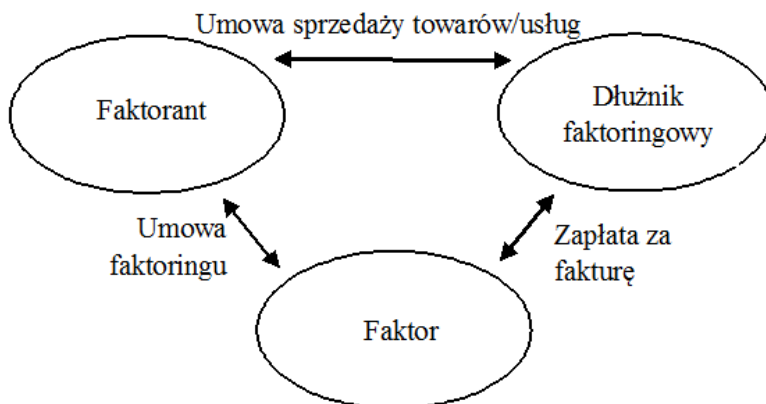 Umowa sprzedaży towarów/usług
Faktorant
Dłużnik
faktoringowy
Umowa
faktoringu
Zapłata za
fakturę
Faktor